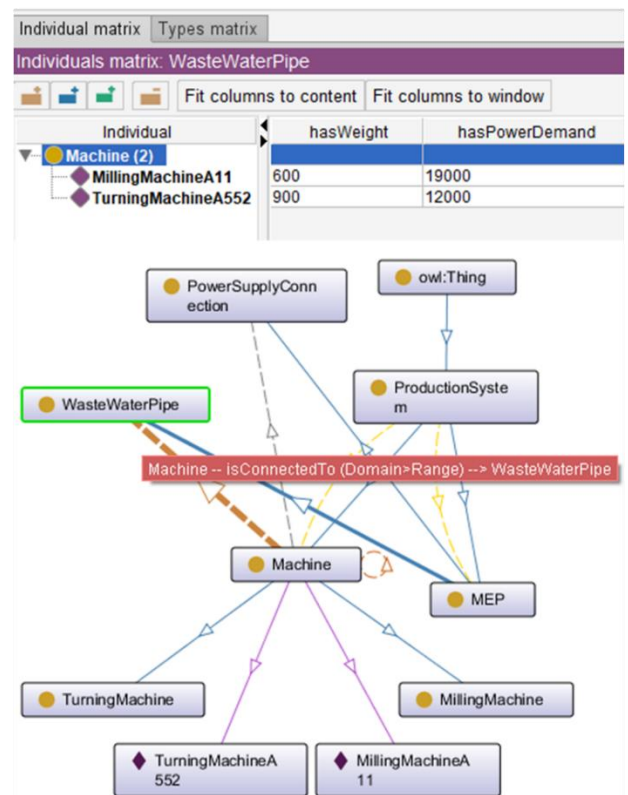 Individual matrix Types matrix
Individuals matrix: WasteWaterPipe
Fit columns to content Fit columns to window
Individual hasWeight hasPowerDemand
Machine (2)
MillingMachineA11 600 19000
TurningMachineA552 900 12000
PowerSupplyConn
ection
owl:Thing
ProductionSyste
m
WasteWaterPipe
Machine -- isConnectedTo (Domain>Range) --> WasteWaterPipe
Machine
MEP
TurningMachine
MillingMachine
TurningMachineA
552
MillingMachineA
11